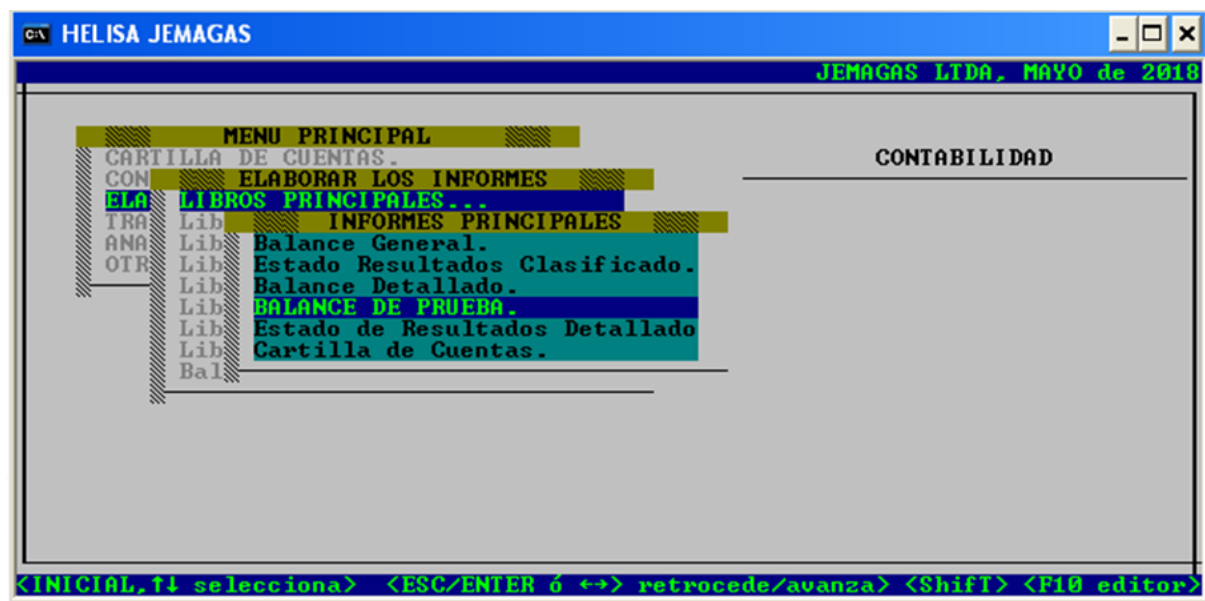 HELISA JEMAGAS
JEMAGAS LTDA, MAYO de 2018
MENU PRINCIPAL
CARTILLA DE CUENTAS.
CONTABILIDAD
CON
ELABORAR LOS INFORMES
ELA
LIBROS PRINCIPALES...
TRA
Lib
INFORMES PRINCIPALES
ANA
Lib
Balance General.
OTR
Lib
Estado Resultados Clasificado.
Lib
Balance Detallado.
Lib
BALANCE DE PRUEBA.
Lib
Estado de Resultados Detallado
Lib
Cartilla de Cuentas.
Bal
<INICIAL,↑↓ selecciona> <ESC/ENTER ó ←→> retrocede/avanza> <ShifT> <F10 editor>